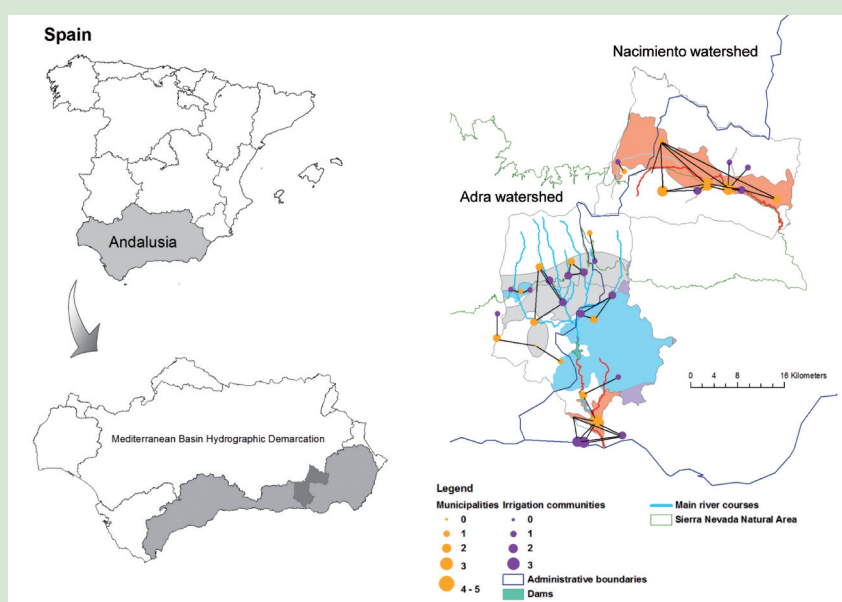 Spain
Andalusia
Mediterranean Basin Hydrographic Demarcation
Nacimiento watershed
Adra watershed
0 4 8 16 Kilometers
Legend
Municipalities
0
1
2
3
4 - 5
Irrigation communities
0
1
2
3
Administrative boundaries
Dams
Main river courses
Sierra Nevada Natural Area